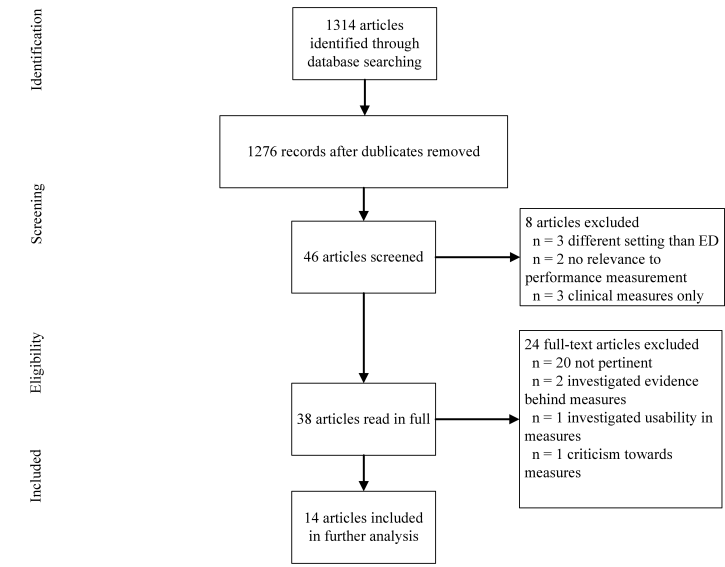 Identification
1314 articles
identified through
database searching
1276 records after dublicates removed
Screening
46 articles screened
8 articles excluded
n = 3 different setting than ED
n = 2 no relevance to
performance measurement
n = 3 clinical measures only
Eligibility
38 articles read in full
24 full-text articles excluded
n = 20 not pertinent
n = 2 investigated evidence
behind measures
n = 1 investigated usability in
measures
n = 1 criticism towards
measures
Included
14 articles included
in further analysis